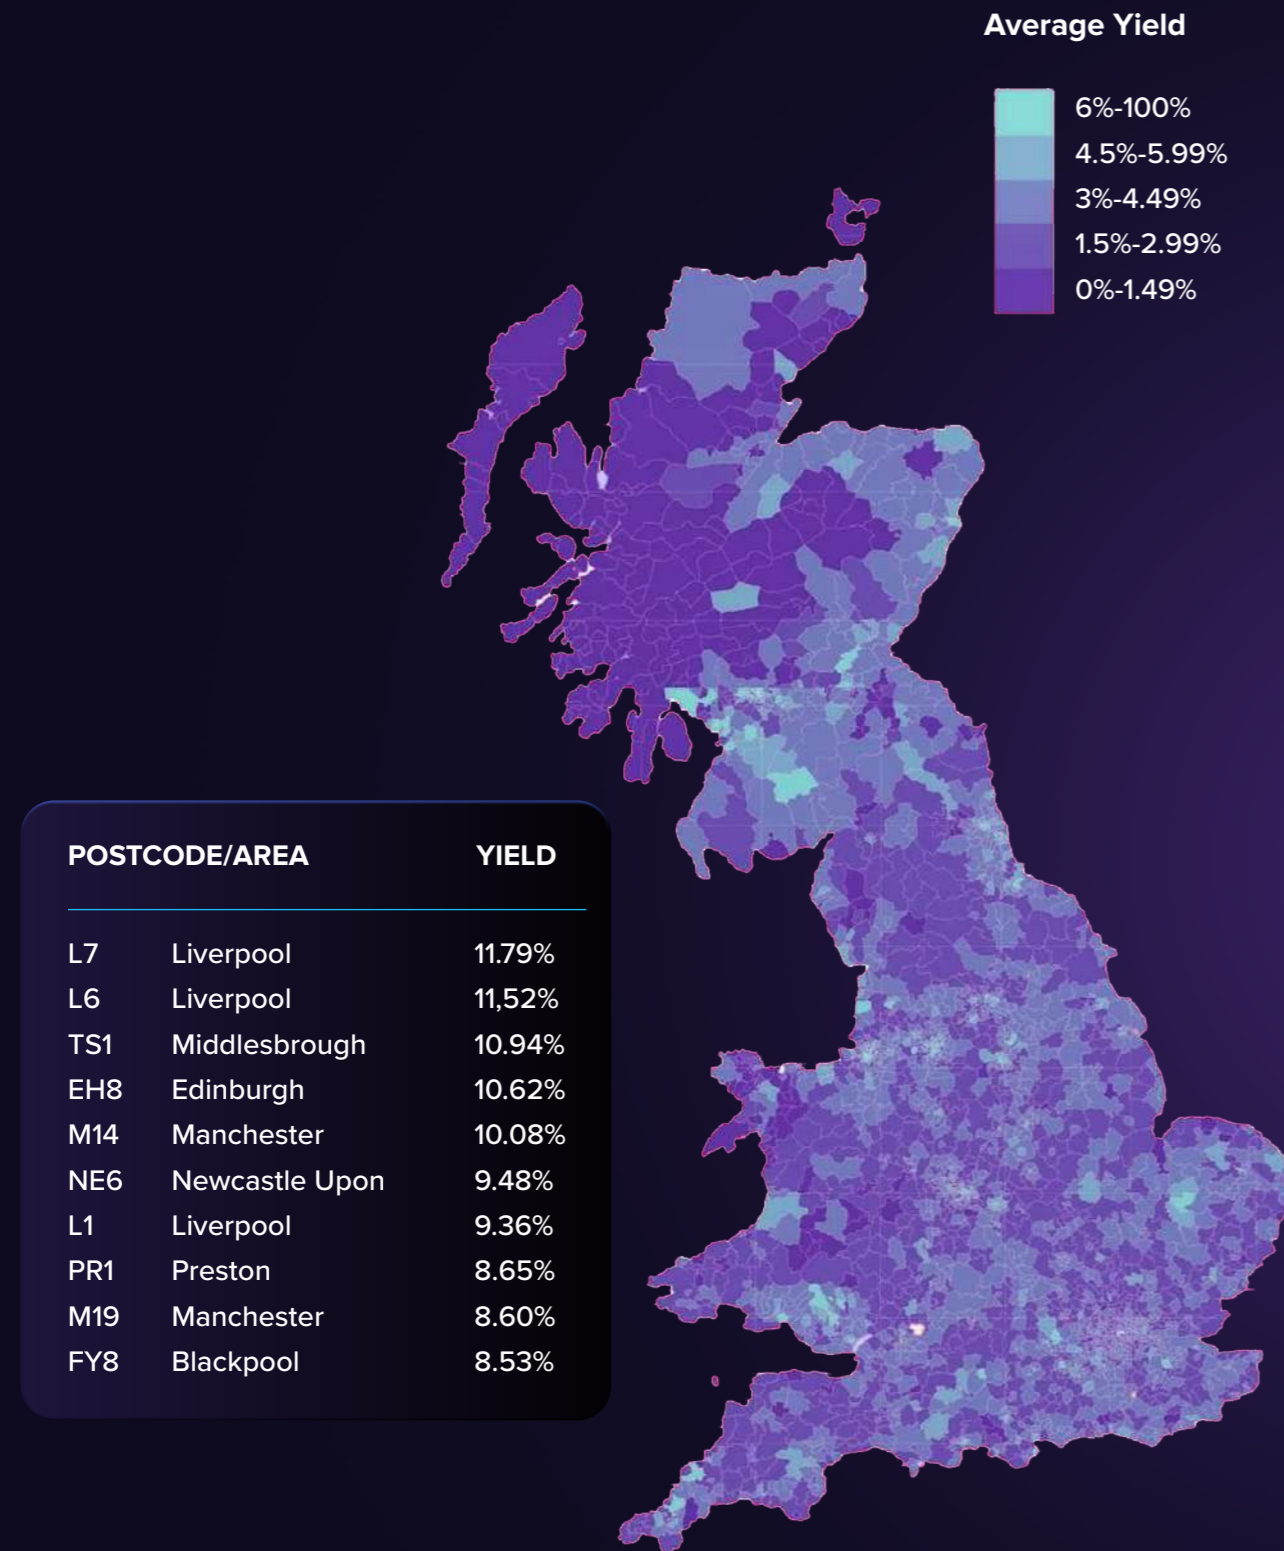 Average Yield
6%-100%
4.5%-5.99%
3%-4.49%
1.5%-2.99%
0%-1.49%
POSTCODE/AREA YIELD
L7 Liverpool 11.79%
L6 Liverpool 11,52%
TS1 Middlesbrough 10.94%
EH8 Edinburgh 10.62%
M14 Manchester 10.08%
NE6 Newcastle Upon 9.48%
L1 Liverpool 9.36%
PR1 Preston 8.65%
M19 Manchester 8.60%
FY8 Blackpool 8.53%